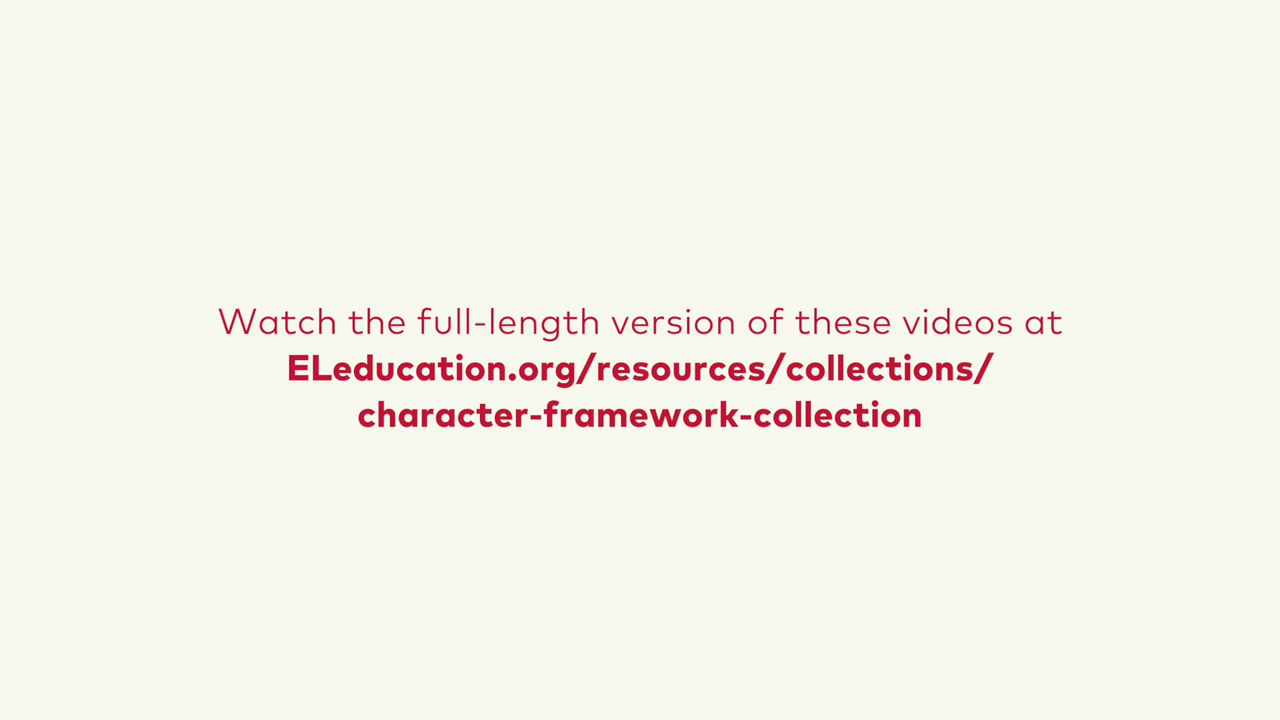 Watch the full-length version of these videos at
ELeducation.org/resources/collections/
character-framework-collection